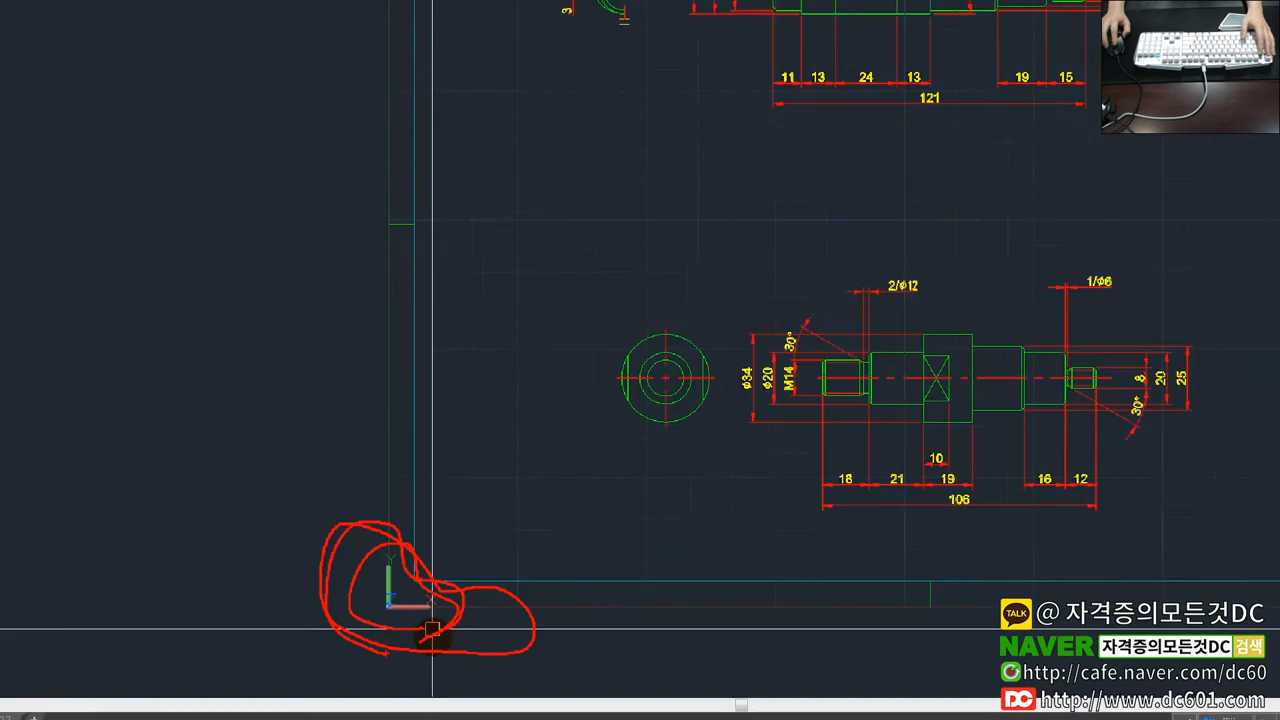 3
11 13 24 13 19 15
121
2/φ12
1/φ6
30°
φ34
φ20
M14
8
20
25
30°
10
18 21 19 16 12
106
Y
X
TALK @ 자격증의모든것DC
NAVER 자격증의모든것DC 검색
http://cafe.naver.com/dc60
DC http://www.dc601.com